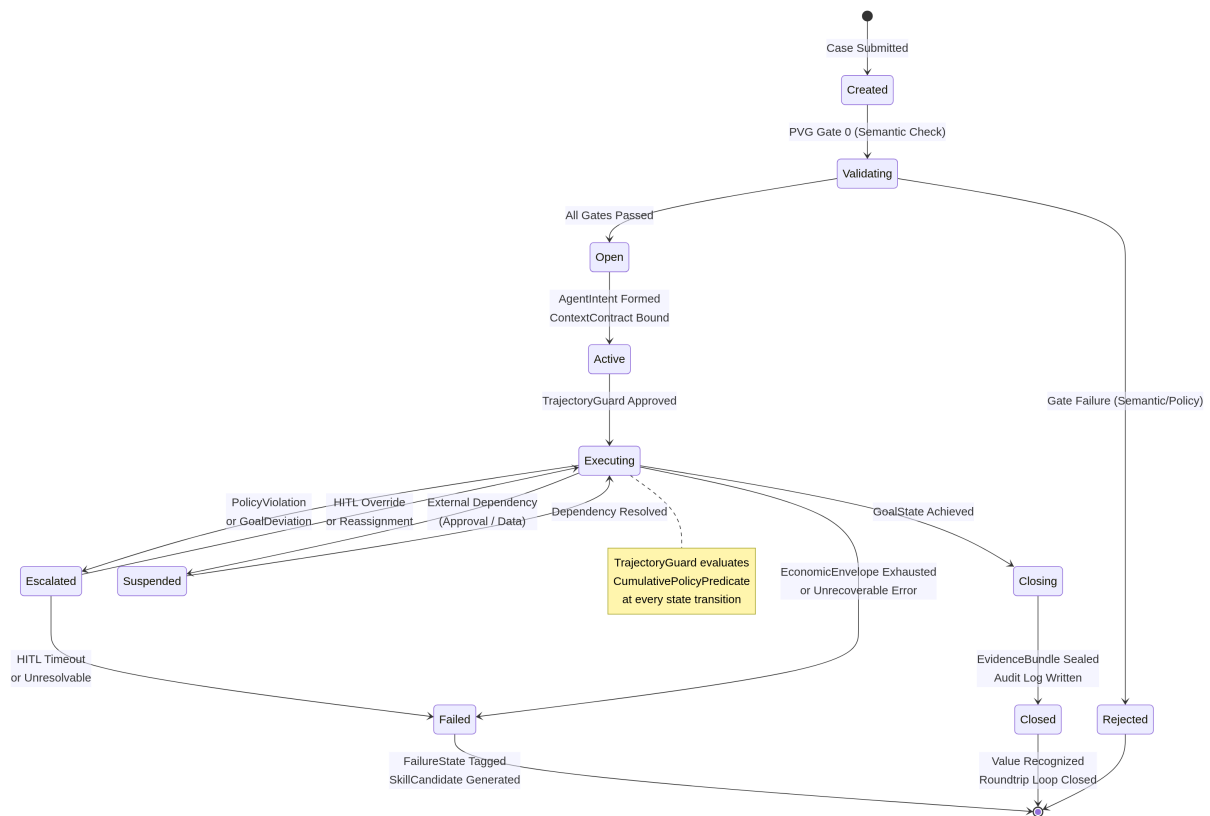 Case Submitted
Created
PVG Gate 0 (Semantic Check)
Validating
All Gates Passed
Open
AgentIntent Formed
ContextContract Bound
Active
TrajectoryGuard Approved
Gate Failure (Semantic/Policy)
Executing
PolicyViolation
or GoalDeviation
HITL Override
or Reassignment
External Dependency
(Approval / Data)
Dependency Resolved
GoalState Achieved
Escalated
Suspended
TrajectoryGuard evaluates
CumulativePolicyPredicate
at every state transition
EconomicEnvelope Exhausted
or Unrecoverable Error
Closing
HITL Timeout
or Unresolvable
EvidenceBundle Sealed
Audit Log Written
Failed
Closed
Rejected
FailureState Tagged
SkillCandidate Generated
Value Recognized
Roundtrip Loop Closed